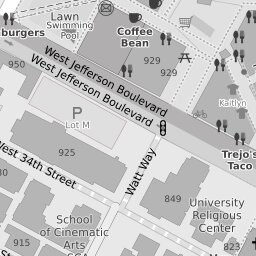 Lawn
Swimming
Pool
Coffee
Bean
burgers
929
929
950
West Jefferson Boulevard
West Jefferson Boulevard
Kaitlyn
P
Lot M
Trejo's
Taco
925
West 34th Street
Watt Way
849
University
Religious
Center
School
of Cinematic
Arts
915